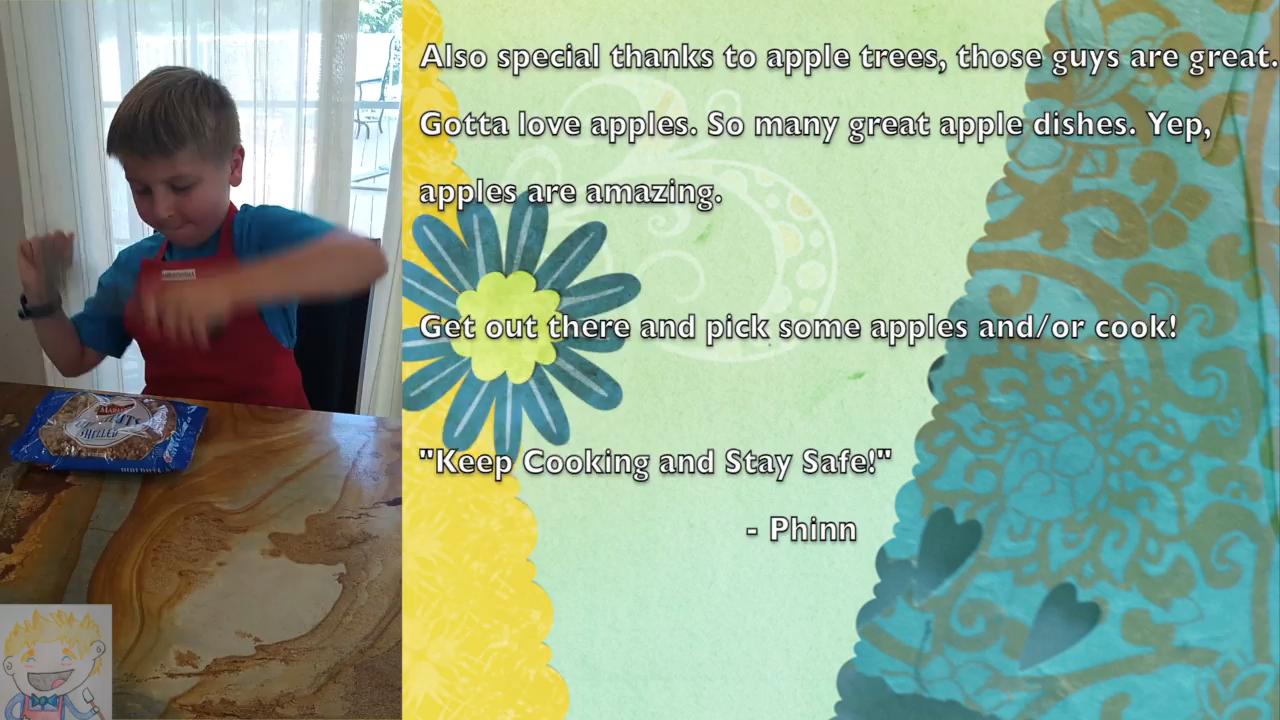 Also special thanks to apple trees, those guys are great.
Gotta love apples. So many great apple dishes. Yep,
apples are amazing.
Get out there and pick some apples and/or cook!
"Keep Cooking and Stay Safe!"
- Phinn
SHELLED